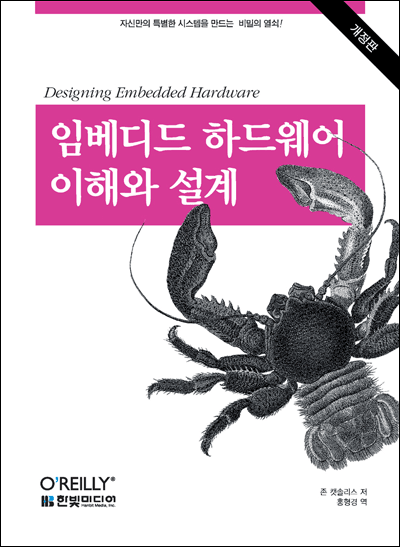 자신만의 특별한 시스템을 만드는 비밀의 열쇠!
개정판
Designing Embedded Hardware
임베디드 하드웨어
이해와 설계
O'REILLY®
한빛미디어
Hanbit Media, Inc.
존 캣솔리스 저
홍형경 역